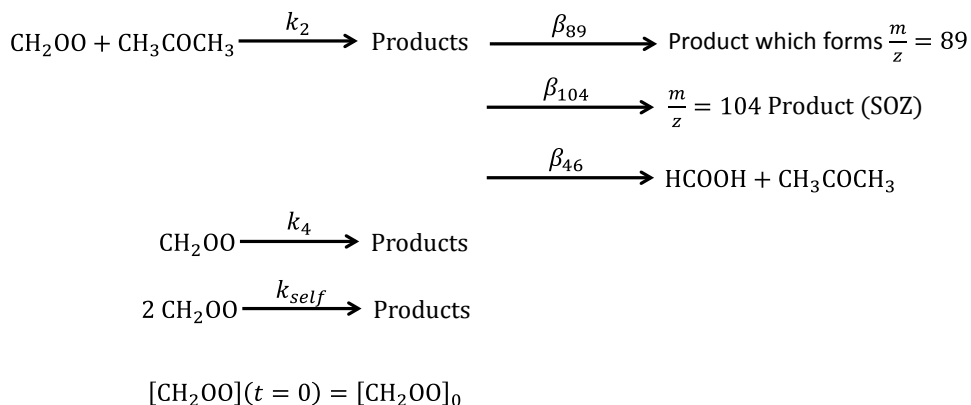 CH₂OO + CH₃COCH₃ —k₂→ Products —β₈₉→ Product which forms m/z = 89
—β₁₀₄→ m/z = 104 Product (SOZ)
—β₄₆→ HCOOH + CH₃COCH₃
CH₂OO —k₄→ Products
2 CH₂OO —k_self→ Products
[CH₂OO](t = 0) = [CH₂OO]₀